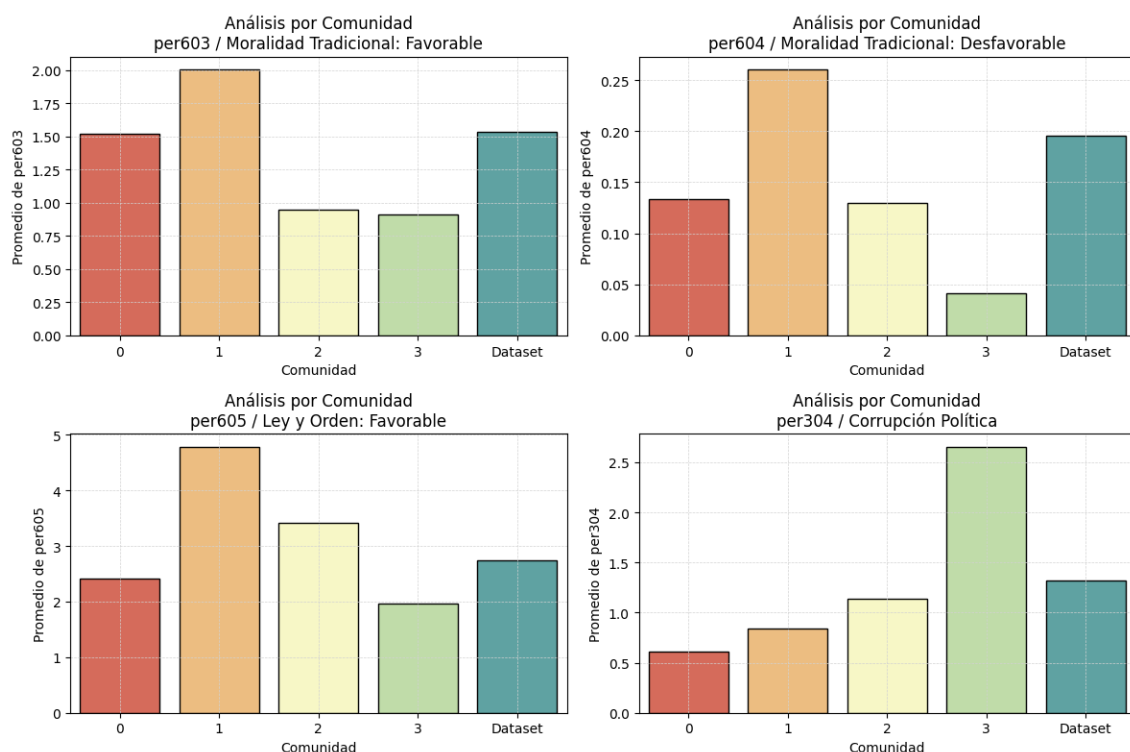 Análisis por Comunidad
per603 / Moralidad Tradicional: Favorable
Promedio de per603
2.00
1.75
1.50
1.25
1.00
0.75
0.50
0.25
0.00
0 1 2 3 Dataset
Comunidad
Análisis por Comunidad
per604 / Moralidad Tradicional: Desfavorable
Promedio de per604
0.25
0.20
0.15
0.10
0.05
0.00
0 1 2 3 Dataset
Comunidad
Análisis por Comunidad
per605 / Ley y Orden: Favorable
Promedio de per605
5
4
3
2
1
0
0 1 2 3 Dataset
Comunidad
Análisis por Comunidad
per304 / Corrupción Política
Promedio de per304
2.5
2.0
1.5
1.0
0.5
0.0
0 1 2 3 Dataset
Comunidad